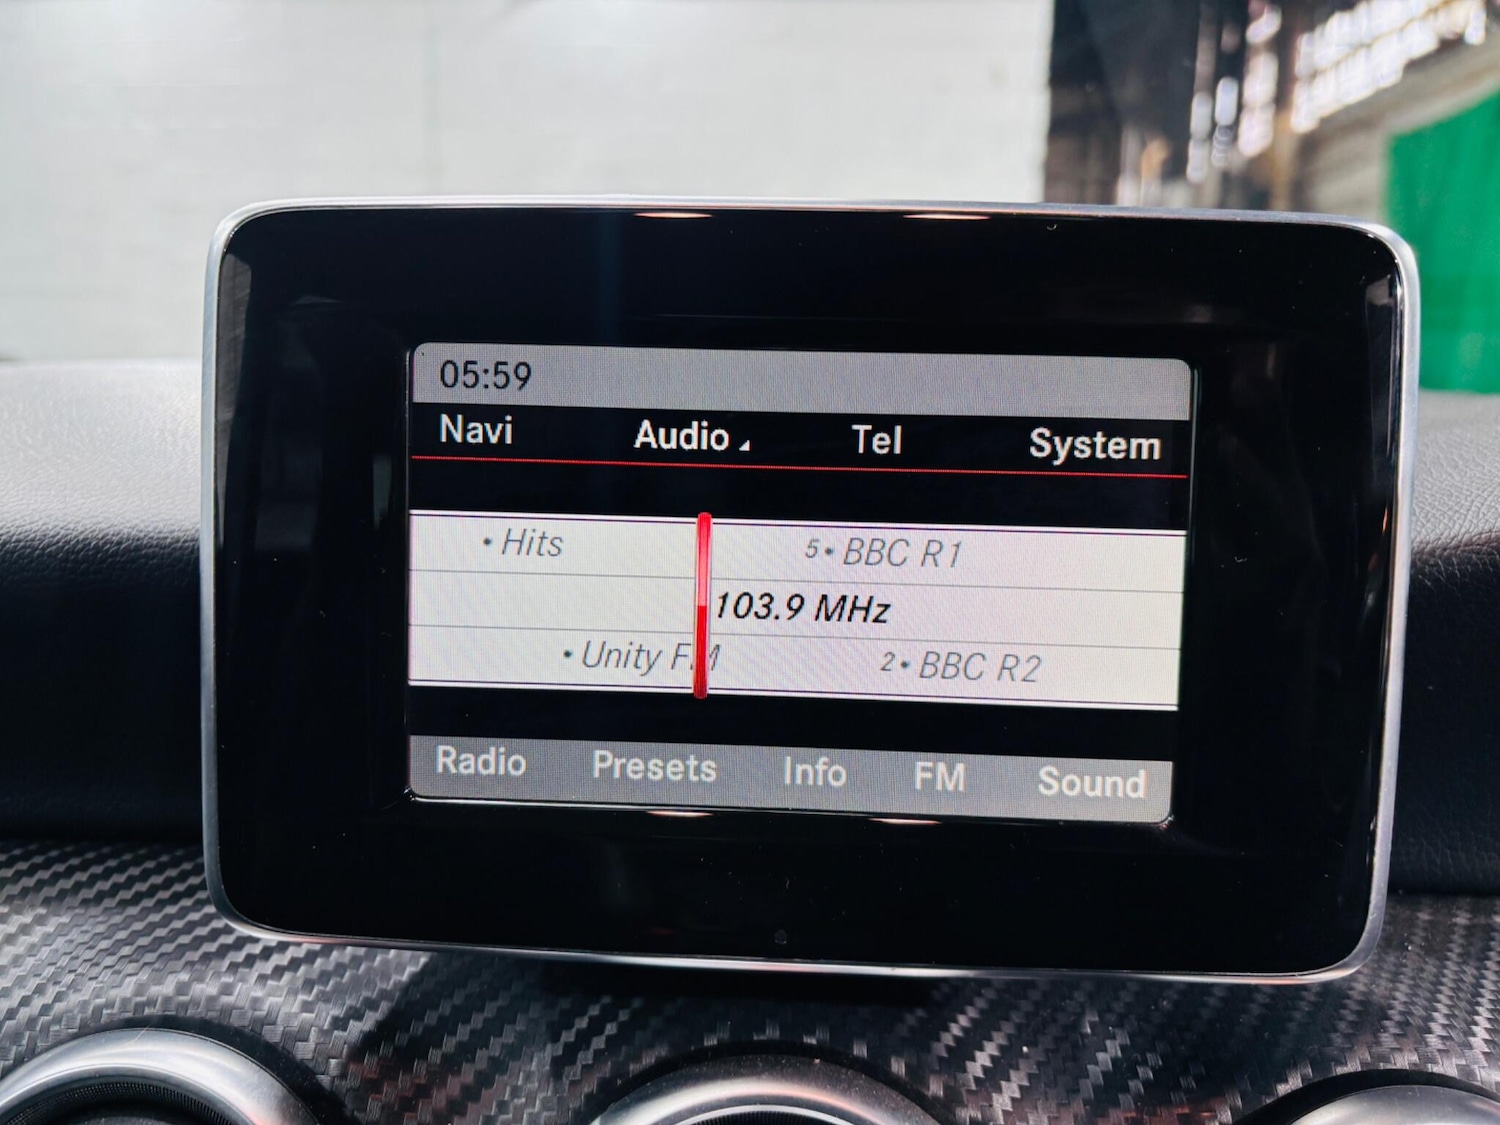 05:59
Navi Audio Tel System
• Hits 5• BBC R1
103.9 MHz
• Unity FM 2• BBC R2
Radio Presets Info FM Sound